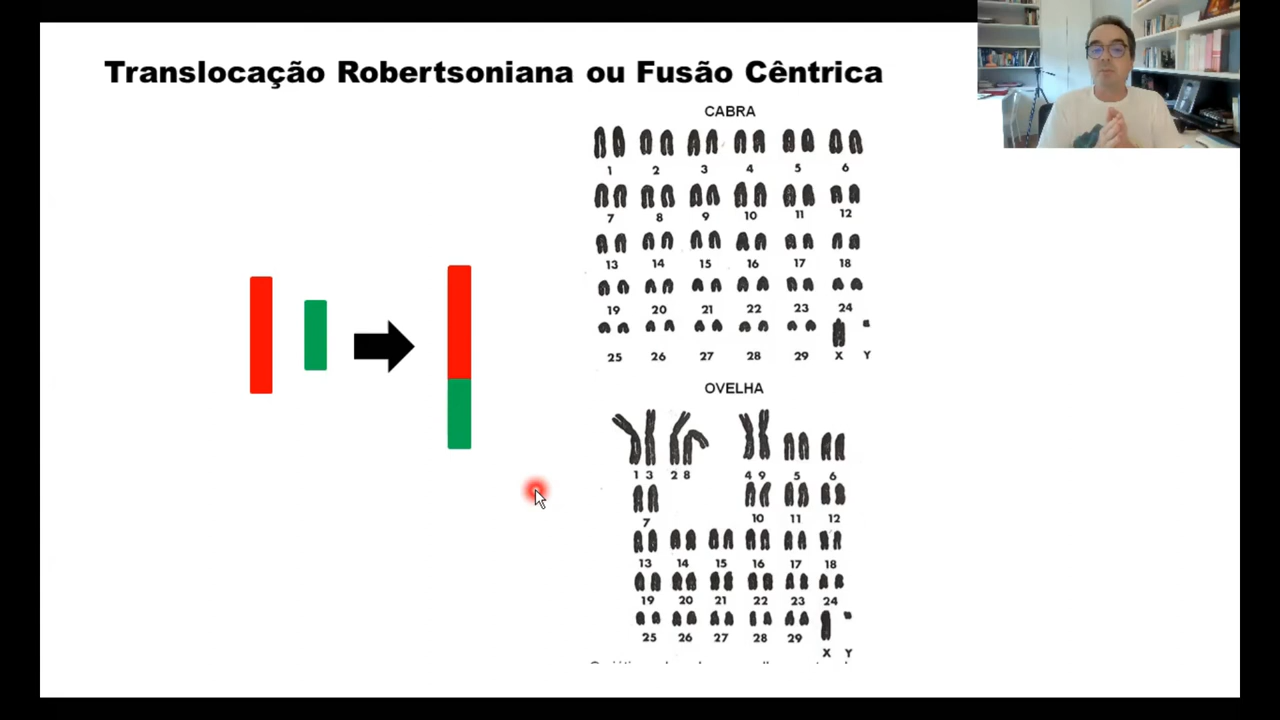 Translocação Robertsoniana ou Fusão Cêntrica
CABRA
1 2 3 4 5 6
7 8 9 10 11 12
13 14 15 16 17 18
19 20 21 22 23 24
25 26 27 28 29 X Y
OVELHA
1 3 2 8 4 9 5 6
7 10 11 12
13 14 15 16 17 18
19 20 21 22 23 24
25 26 27 28 29
X Y